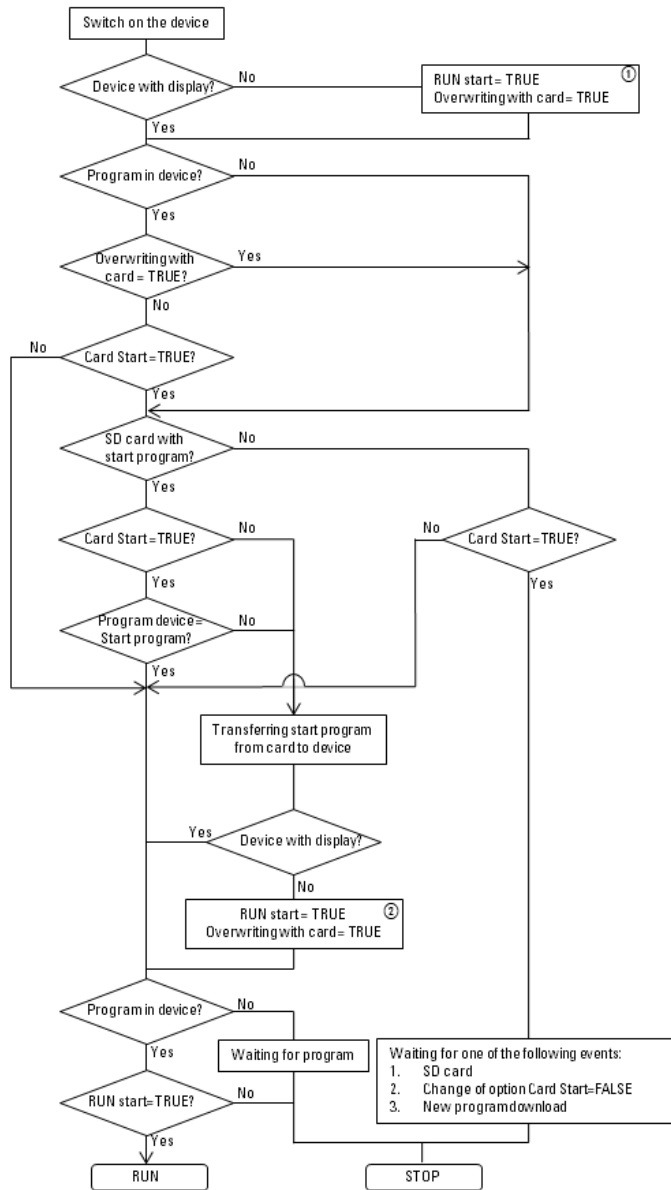 Switch on the device
Device with display?
No
①
RUN start= TRUE
Overwriting with card= TRUE
Yes
Program in device?
No
Yes
Overwriting with
card = TRUE?
Yes
No
No
Card Start=TRUE?
Yes
SD card with
start program?
No
Yes
Card Start=TRUE?
No
No
Card Start=TRUE?
Yes
Yes
Program device=
Start program?
No
Yes
Transferring start program
from card to device
Yes
Device with display?
No
②
RUN start= TRUE
Overwriting with card= TRUE
Program in device?
No
Yes
Waiting for program
Waiting for one of the following events:
1. SD card
2. Change of option Card Start=FALSE
3. New program download
RUN start=TRUE?
No
Yes
RUN
STOP